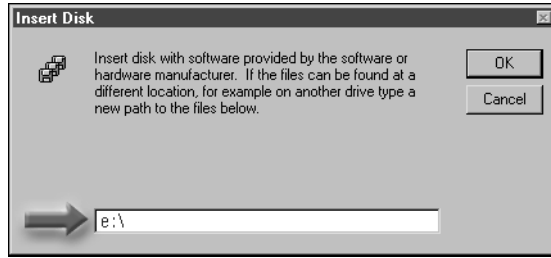 Insert Disk
Insert disk with software provided by the software or
hardware manufacturer. If the files can be found at a
different location, for example on another drive type a
new path to the files below.
OK
Cancel
e:\